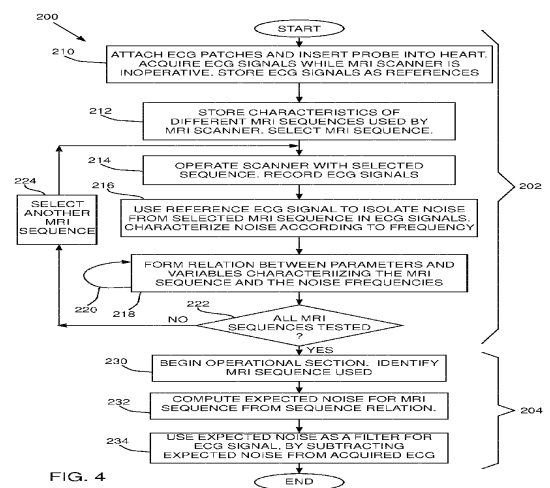 200
START
210
ATTACH ECG PATCHES AND INSERT PROBE INTO HEART.
ACQUIRE ECG SIGNALS WHILE MRI SCANNER IS
INOPERATIVE. STORE ECG SIGNALS AS REFERENCES
212
STORE CHARACTERISTICS OF
DIFFERENT MRI SEQUENCES USED BY
MRI SCANNER. SELECT MRI SEQUENCE.
214
OPERATE SCANNER WITH SELECTED
SEQUENCE. RECORD ECG SIGNALS
202
224
SELECT
ANOTHER
MRI
SEQUENCE
216
USE REFERENCE ECG SIGNAL TO ISOLATE NOISE
FROM SELECTED MRI SEQUENCE IN ECG SIGNALS.
CHARACTERIZE NOISE ACCORDING TO FREQUENCY
FORM RELATION BETWEEN PARAMETERS AND
VARIABLES CHARACTERIIZING THE MRI
SEQUENCE AND THE NOISE FREQUENCIES
220
218
222
NO
ALL MRI
SEQUENCES TESTED
?
YES
230
BEGIN OPERATIONAL SECTION. IDENTIFY
MRI SEQUENCE USED
232
COMPUTE EXPECTED NOISE FOR MRI
SEQUENCE FROM SEQUENCE RELATION.
204
234
USE EXPECTED NOISE AS A FILTER FOR
ECG SIGNAL, BY SUBTRACTING
EXPECTED NOISE FROM ACQUIRED ECG
FIG. 4
END